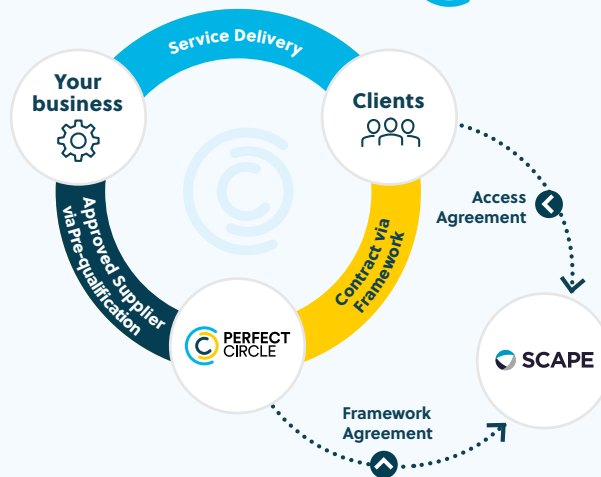 Service Delivery
Your
business
Clients
Access
Agreement
Approved Supplier
via Pre-qualification
Contract via
Framework
PERFECT
CIRCLE
SCAPE
Framework
Agreement